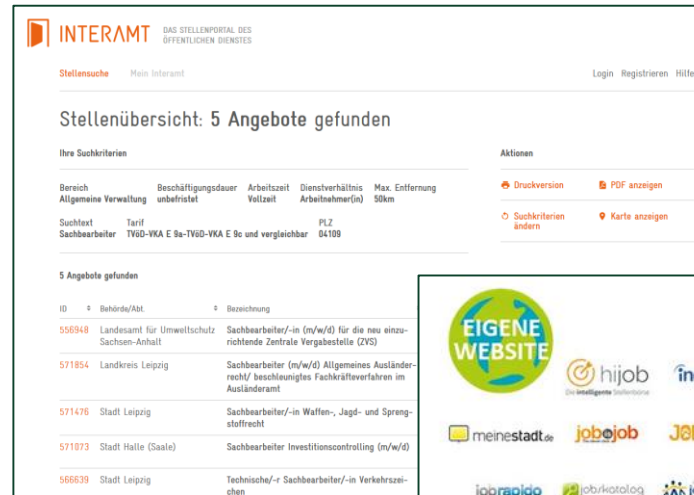 INTERAMT
DAS STELLENPORTAL DES
ÖFFENTLICHEN DIENSTES
Stellensuche Mein Interamt
Login Registrieren Hilfe
Stellenübersicht: 5 Angebote gefunden
Ihre Suchkriterien
Aktionen
Bereich Beschäftigungsdauer Arbeitszeit Dienstverhältnis Max. Entfernung
Allgemeine Verwaltung unbefristet Vollzeit Arbeitnehmer(in) 50km
Druckversion PDF anzeigen
Suchtext Tarif PLZ
Sachbearbeiter TVöD-VKA E 9a-TVöD-VKA E 9c und vergleichbar 04109
Suchkriterien Karte anzeigen
ändern
5 Angebote gefunden
ID Behörde/Abt. Bezeichnung
556948 Landesamt für Umweltschutz Sachbearbeiter/-in (m/w/d) für die neu einzu-
Sachsen-Anhalt richtende Zentrale Vergabestelle (ZVS)
571854 Landkreis Leipzig Sachbearbeiter (m/w/d) Allgemeines Ausländer-
recht/ beschleunigtes Fachkräfteverfahren im
Ausländeramt
571476 Stadt Leipzig Sachbearbeiter/-in Waffen-, Jagd- und Spreng-
stoffrecht
571073 Stadt Halle (Saale) Sachbearbeiter Investitionscontrolling (m/w/d)
566639 Stadt Leipzig Technische/-r Sachbearbeiter/-in Verkehrszei-
chen
EIGENE
WEBSITE
hijob
Die intelligente Stellenbörse
meinestadt.de
jobojob
jobrapido
jobkatalog